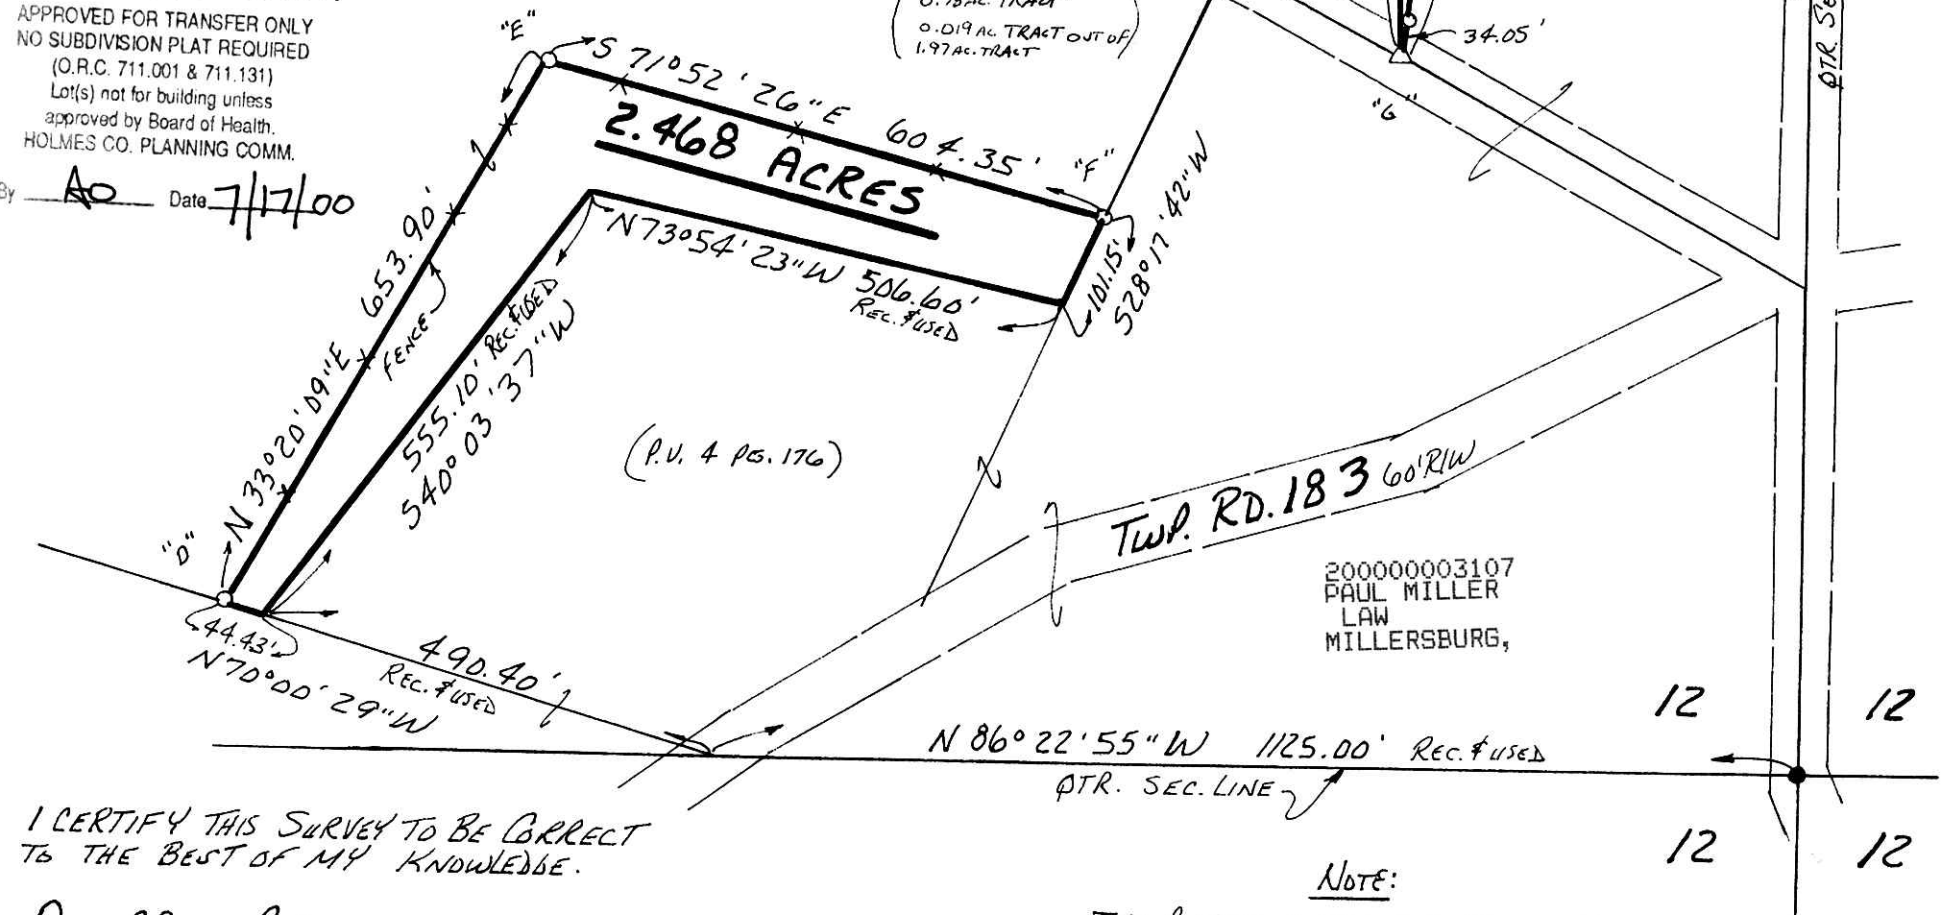 APPROVED FOR TRANSFER ONLY
NO SUBDIVISION PLAT REQUIRED
(O.R.C. 711.001 & 711.131)
Lot(s) not for building unless
approved by Board of Health.
HOLMES CO. PLANNING COMM.
By AO Date 7/17/00
"E"
S 71° 52' 26" E 604.35'
2.468 ACRES
0.019 AC. TRACT OUT OF
1.97 AC. TRACT
34.05'
"G"
"F"
101.15'
S28° 17' 42" W
N 73° 54' 23" W 506.60'
REC. & USED
653.90'
N 33° 20' 09" E
FENCE
555.10' REC. & USED
S40° 03' 37" W
(P.V. 4 PG. 176)
TWP. RD. 183 60' R/W
"D"
44.43'
N 70° 00' 29" W
490.40'
REC. & USED
200000003107
PAUL MILLER
LAW
MILLERSBURG,
12 12
N 86° 22' 55" W 1125.00' REC. & USED
QTR. SEC. LINE
12 12
I CERTIFY THIS SURVEY TO BE CORRECT
TO THE BEST OF MY KNOWLEDGE.
NOTE: